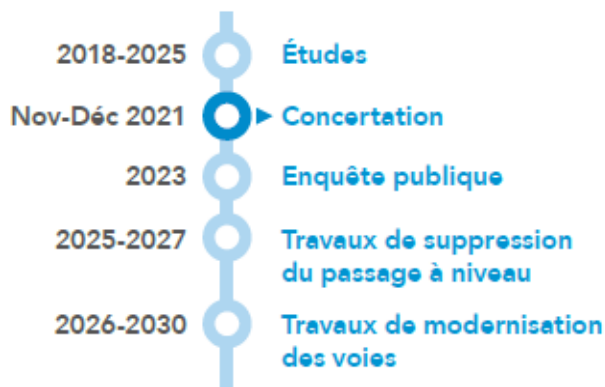 2018-2025 Études
Nov-Déc 2021 Concertation
2023 Enquête publique
2025-2027 Travaux de suppression
du passage à niveau
2026-2030 Travaux de modernisation
des voies